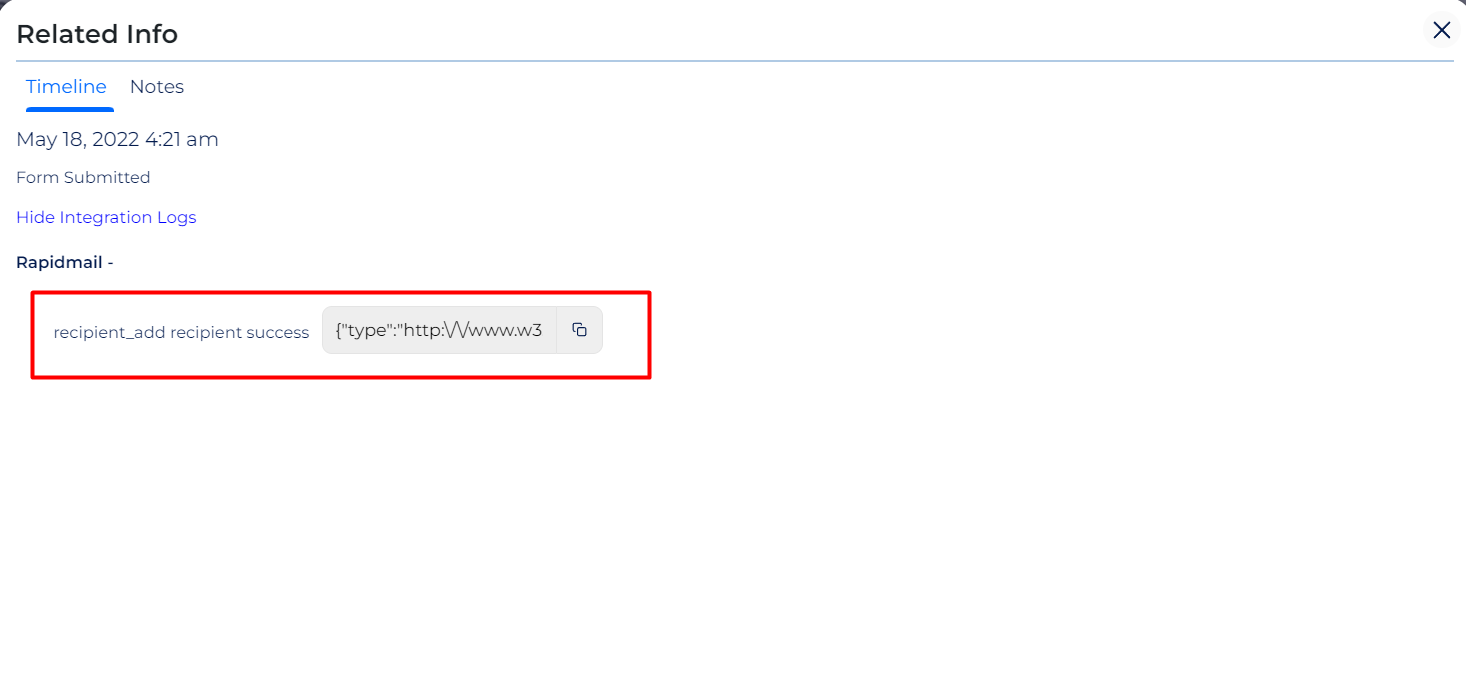 Related Info
Timeline Notes
May 18, 2022 4:21 am
Form Submitted
Hide Integration Logs
Rapidmail -
recipient_add recipient success {"type":"http:\/\/www.w3